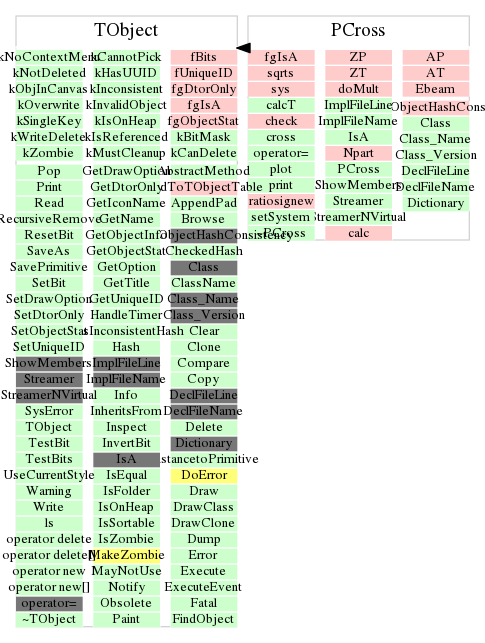 TObject
PCross
kNoContextMenu kCannotPick fBits
kNotDeleted kHasUUID fUniqueID
kObjInCanvas kInconsistent fgDtorOnly
kOverwrite kInvalidObject fgIsA
kSingleKey kIsOnHeap fgObjectStat
kWriteDelete kIsReferenced kBitMask
kZombie kMustCleanup kCanDelete
Pop GetDrawOption AbstractMethod
Print GetDtorOnly dToTObjectTable
Read GetIconName AppendPad
RecursiveRemove GetName Browse
ResetBit GetObjectInfo ObjectHashConsistency
SaveAs GetObjectStat CheckedHash
SavePrimitive GetOption Class
SetBit GetTitle ClassName
SetDrawOption GetUniqueID Class_Name
SetDtorOnly HandleTimer Class_Version
SetObjectStat sInconsistentHash Clear
SetUniqueID Hash Clone
ShowMembers ImplFileLine Compare
Streamer ImplFileName Copy
StreamerNVirtual Info DeclFileLine
SysError InheritsFrom DeclFileName
TObject Inspect Delete
TestBit InvertBit Dictionary
TestBits IsA stancetoPrimitive
UseCurrentStyle IsEqual DoError
Warning IsFolder Draw
Write IsOnHeap DrawClass
ls IsSortable DrawClone
operator delete IsZombie Dump
operator delete[] MakeZombie Error
operator new MayNotUse Execute
operator new[] Notify ExecuteEvent
operator= Obsolete Fatal
~TObject Paint FindObject
fgIsA ZP AP
sqrts ZT AT
sys doMult Ebeam
calcT ImplFileLine ObjectHashCons
check ImplFileName Class
cross IsA Class_Name
operator= Npart Class_Version
plot PCross DeclFileLine
print ShowMembers DeclFileName
ratiosignew Streamer Dictionary
setSystem StreamerNVirtual
~PCross calc